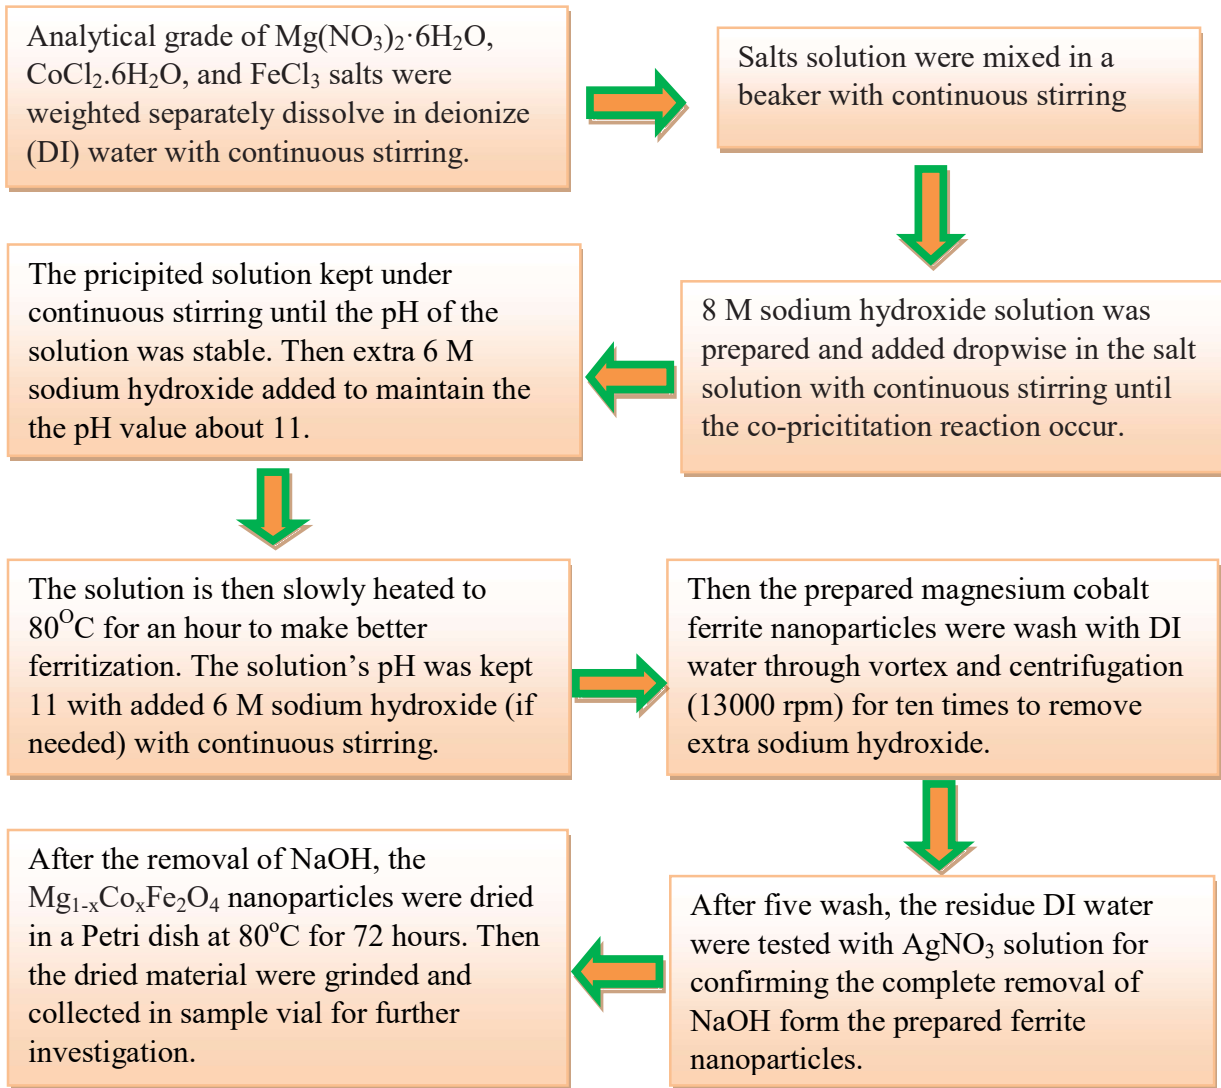 Analytical grade of Mg(NO₃)₂·6H₂O,
CoCl₂.6H₂O, and FeCl₃ salts were
weighted separately dissolve in deionize
(DI) water with continuous stirring.
Salts solution were mixed in a
beaker with continuous stirring
8 M sodium hydroxide solution was
prepared and added dropwise in the salt
solution with continuous stirring until
the co-pricititation reaction occur.
The pricipited solution kept under
continuous stirring until the pH of the
solution was stable. Then extra 6 M
sodium hydroxide added to maintain the
the pH value about 11.
The solution is then slowly heated to
80ᴼC for an hour to make better
ferritization. The solution’s pH was kept
11 with added 6 M sodium hydroxide (if
needed) with continuous stirring.
Then the prepared magnesium cobalt
ferrite nanoparticles were wash with DI
water through vortex and centrifugation
(13000 rpm) for ten times to remove
extra sodium hydroxide.
After five wash, the residue DI water
were tested with AgNO₃ solution for
confirming the complete removal of
NaOH form the prepared ferrite
nanoparticles.
After the removal of NaOH, the
Mg₁₋ₓCoₓFe₂O₄ nanoparticles were dried
in a Petri dish at 80ᵒC for 72 hours. Then
the dried material were grinded and
collected in sample vial for further
investigation.